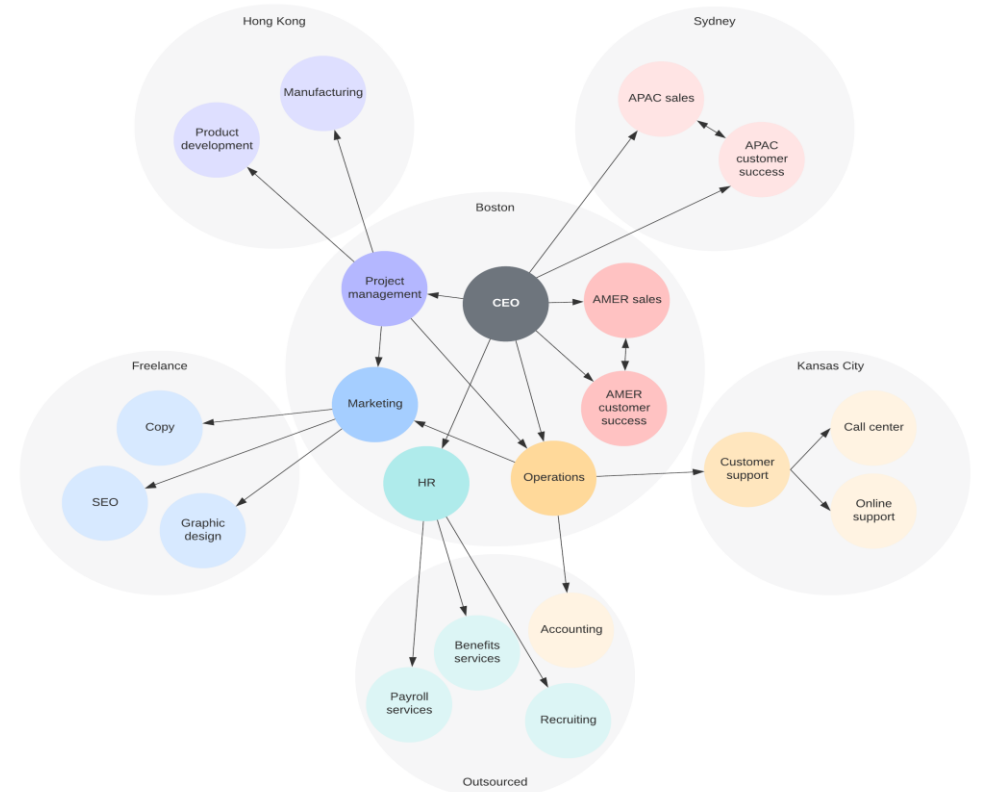 Hong Kong
Manufacturing
Product
development
Sydney
APAC sales
APAC
customer
success
Boston
Project
management
CEO
AMER sales
AMER
customer
success
Marketing
HR
Operations
Freelance
Copy
SEO
Graphic
design
Kansas City
Customer
support
Call center
Online
support
Accounting
Benefits
services
Payroll
services
Recruiting
Outsourced